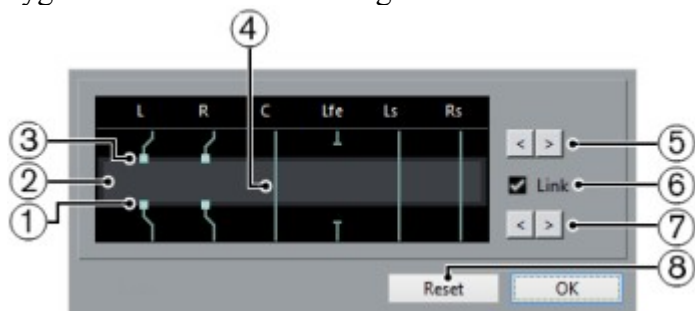 ④
L R C Lfe Ls Rs
③ < > ⑤
② Link ⑥
① < > ⑦
⑧
Reset OK